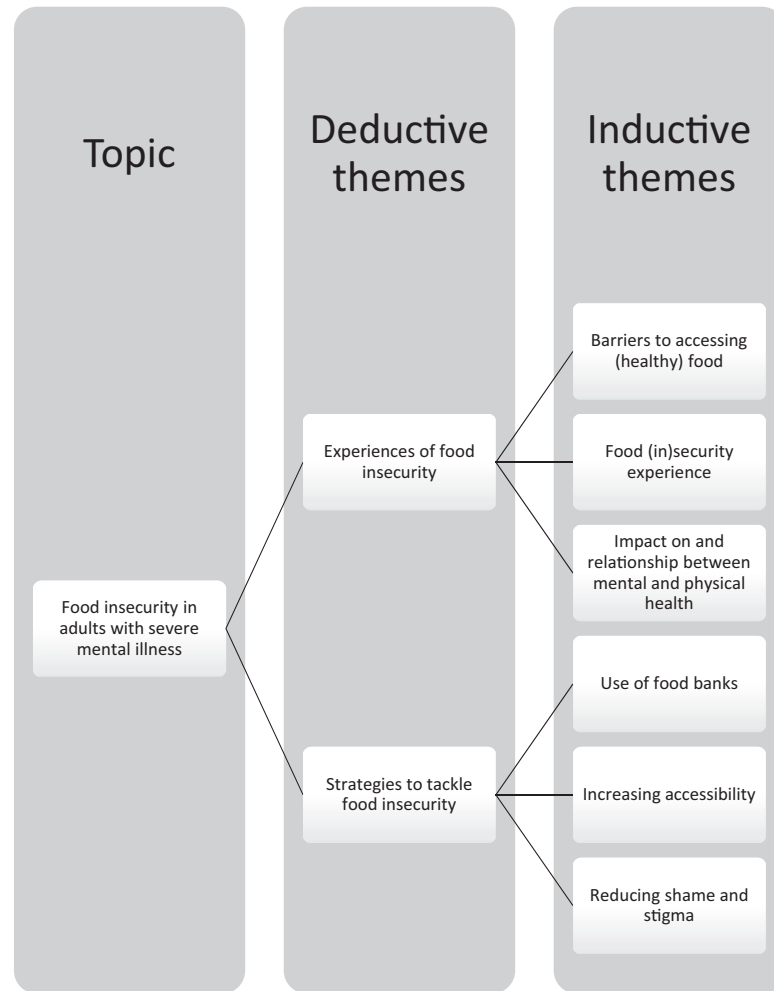 Topic
Deductive
themes
Inductive
themes
Food insecurity in
adults with severe
mental illness
Experiences of food
insecurity
Strategies to tackle
food insecurity
Barriers to accessing
(healthy) food
Food (in)security
experience
Impact on and
relationship between
mental and physical
health
Use of food banks
Increasing accessibility
Reducing shame and
stigma